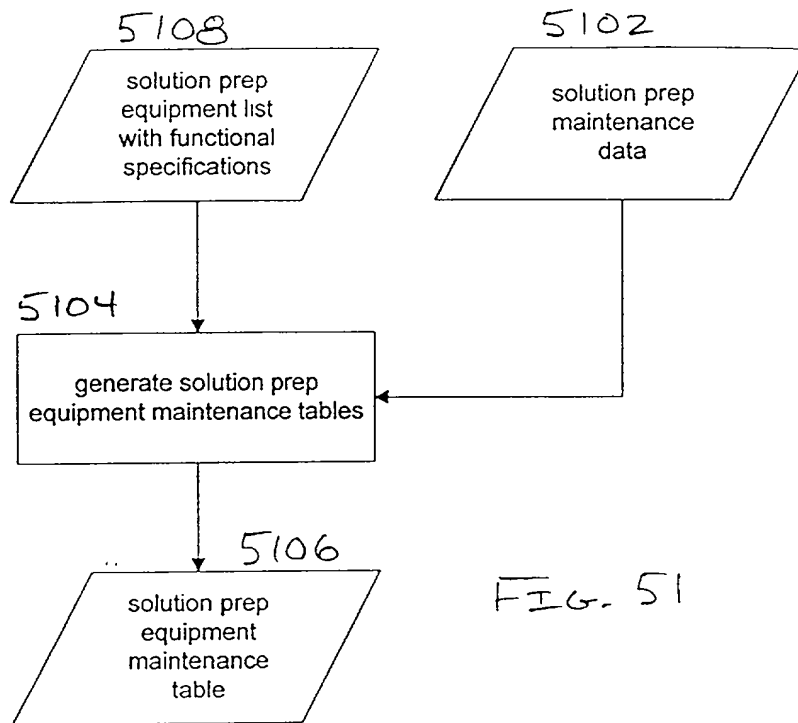 5108
solution prep
equipment list
with functional
specifications
5102
solution prep
maintenance
data
5104
generate solution prep
equipment maintenance tables
5106
solution prep
equipment
maintenance
table
FIG. 51